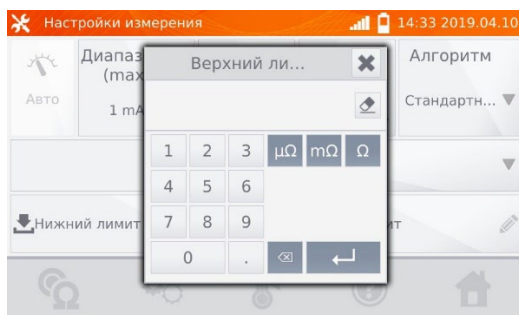 Настройки измерения 14:33 2019.04.10
Диапаз
(max
1 mA
Авто
Алгоритм
Стандартн...
Верхний ли...
1 2 3 µΩ mΩ Ω
4 5 6
7 8 9
0 .
Нижний лимит
ит